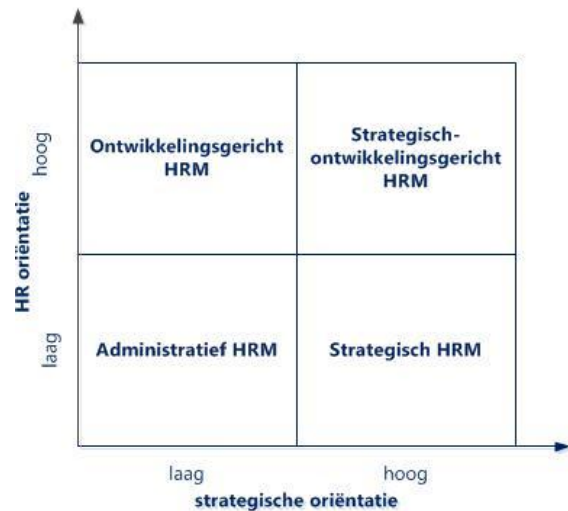 hoog
HR oriëntatie
laag
Ontwikkelingsgericht
HRM
Strategisch-
ontwikkelingsgericht
HRM
Administratief HRM
Strategisch HRM
laag
hoog
strategische oriëntatie